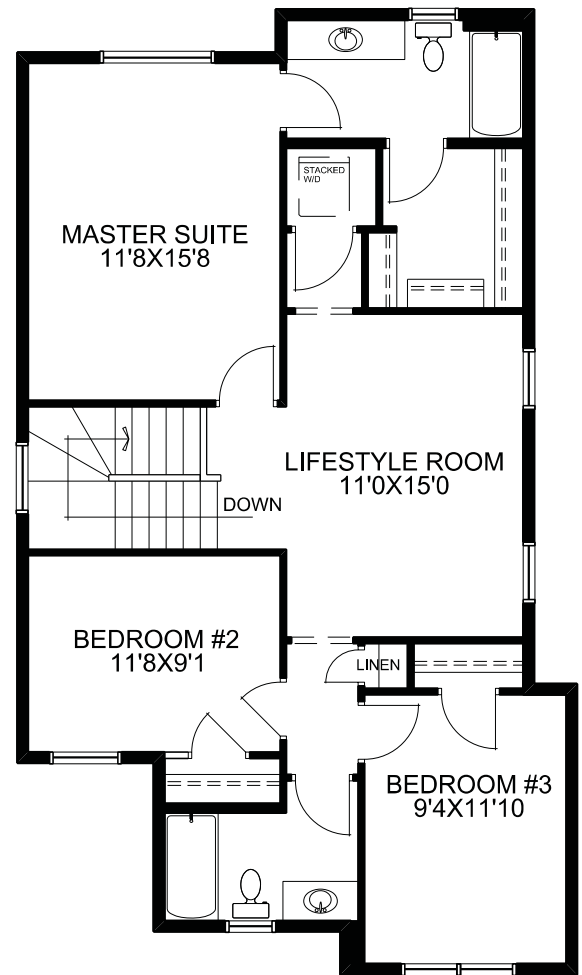 STACKED
W/D
MASTER SUITE
11'8X15'8
LIFESTYLE ROOM
11'0X15'0
DOWN
BEDROOM #2
11'8X9'1
LINEN
BEDROOM #3
9'4X11'10